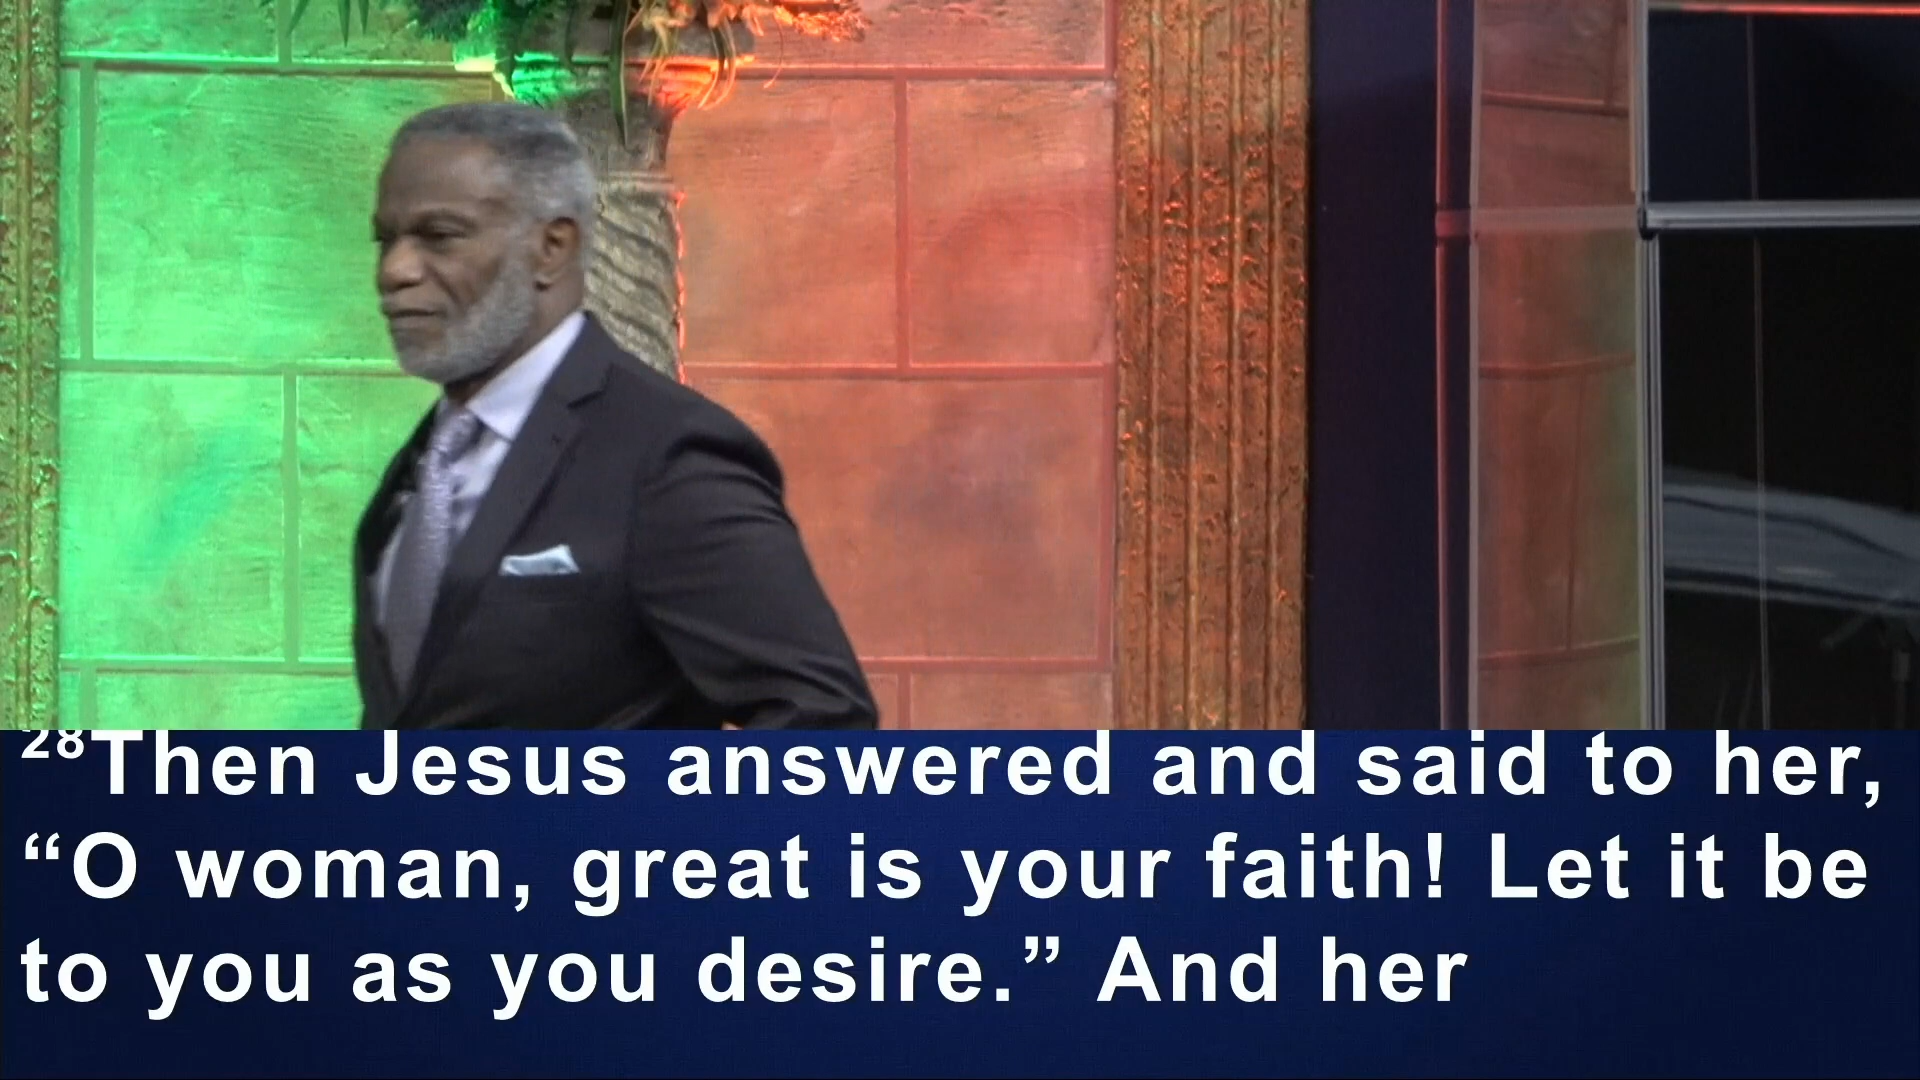 ²⁸Then Jesus answered and said to her,
“O woman, great is your faith! Let it be
to you as you desire.” And her